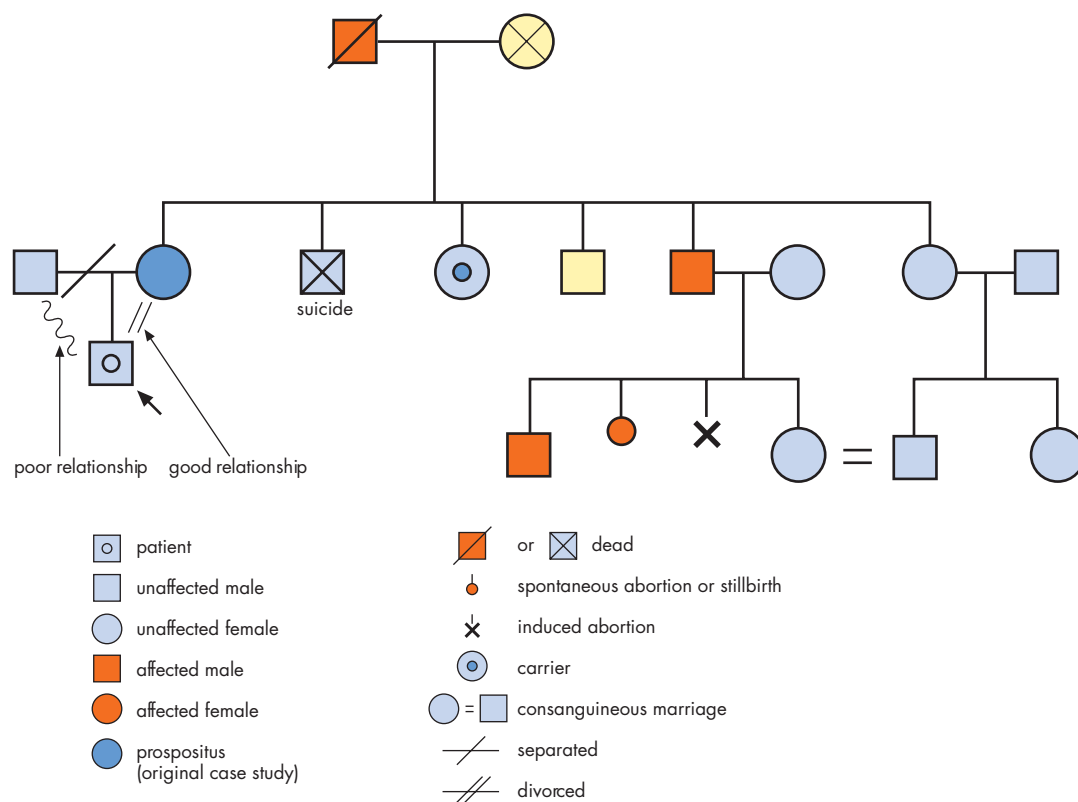 suicide
poor relationship
good relationship
patient
unaffected male
unaffected female
affected male
affected female
prospositus
(original case study)
or
dead
spontaneous abortion or stillbirth
induced abortion
carrier
consanguineous marriage
separated
divorced